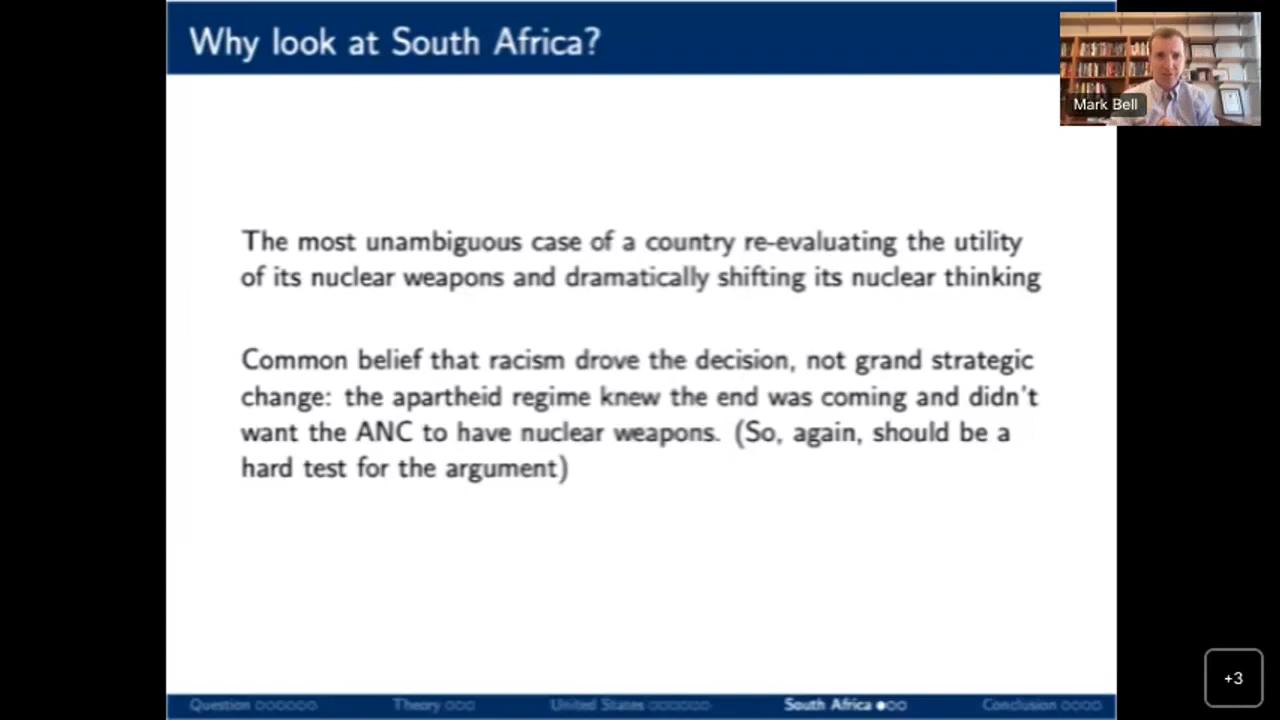 Why look at South Africa?
Mark Bell
The most unambiguous case of a country re-evaluating the utility
of its nuclear weapons and dramatically shifting its nuclear thinking
Common belief that racism drove the decision, not grand strategic
change: the apartheid regime knew the end was coming and didn't
want the ANC to have nuclear weapons. (So, again, should be a
hard test for the argument)
+3
Question Theory United States South Africa Conclusion